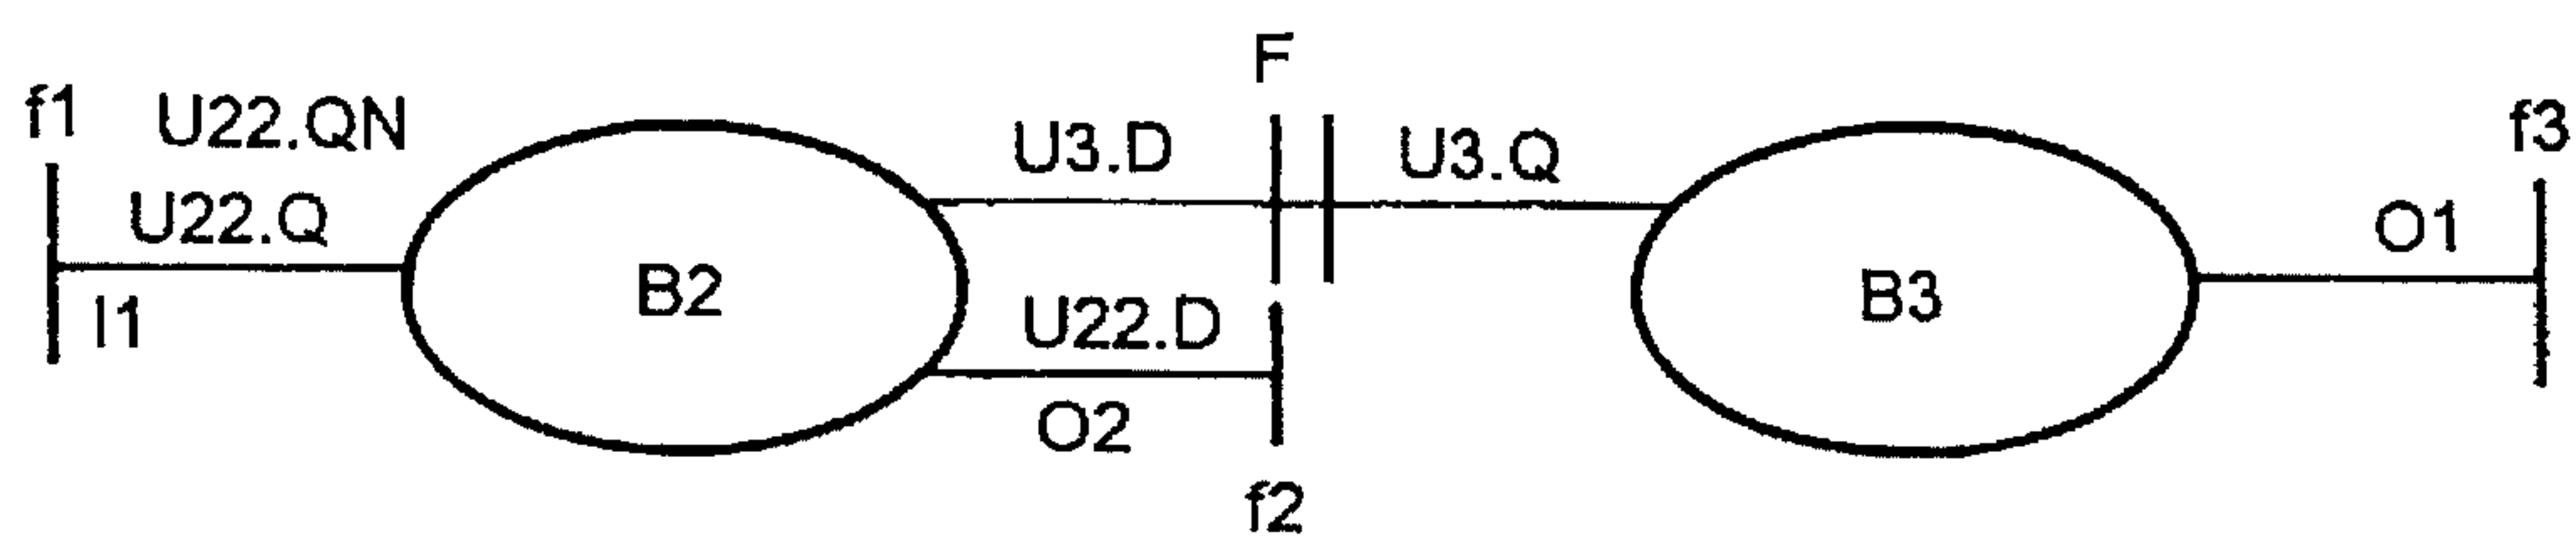 F
f1 U22.QN U3.D U3.Q f3
U22.Q O1
B2 B3
I1 U22.D
O2
f2